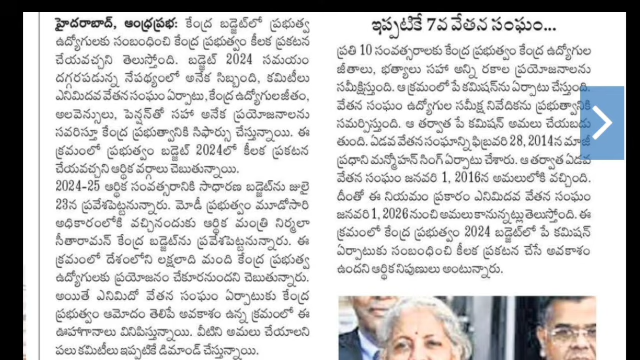 హైదరాబాద్, ఆంధ్రప్రభ: కేంద్ర బడ్జెట్‌లో ప్రభుత్వ
ఉద్యోగులకు సంబంధించి కేంద్ర ప్రభుత్వం కీలక ప్రకటన
చేయవచ్చని తెలుస్తోంది. బడ్జెట్ 2024 సమయం
దగ్గరపడుతున్న నేపథ్యంలో అనేక సిబ్బంది, కమిటీలు
ఎనిమిదవ వేతన సంఘం ఏర్పాటు, కేంద్ర ఉద్యోగుల జీతం,
అలవెన్సులు, పెన్షన్‌తో సహా అనేక ప్రయోజనాలను
సవరిస్తూ కేంద్ర ప్రభుత్వానికి సిఫార్సు చేస్తున్నాయి. ఈ
క్రమంలో ప్రభుత్వం బడ్జెట్ 2024లో కీలక ప్రకటన
చేయవచ్చని ఆర్థిక వర్గాలు చెబుతున్నాయి.
2024-25 ఆర్థిక సంవత్సరానికి సాధారణ బడ్జెట్‌ను జులై
23న ప్రవేశపెట్టబనున్నారు. మోడీ ప్రభుత్వం మూడోసారి
అధికారంలోకి వచ్చినందుకు ఆర్థిక మంత్రి నిర్మలా
సీతారామన్ కేంద్ర బడ్జెట్‌ను ప్రవేశపెట్టనున్నారు. ఈ
క్రమంలో దేశంలోని లక్షలాది మంది కేంద్ర ప్రభుత్వ
ఉద్యోగులకు ప్రయోజనం చేకూరనుందని చెబుతున్నారు.
అయితే ఎనిమిదో వేతన సంఘం ఏర్పాటుకు కేంద్ర
ప్రభుత్వం ఆమోదం తెలిపే అవకాశం ఉన్న క్రమంలో ఈ
ఊహాగానాలు వినిపిస్తున్నాయి. వీటిని అమలు చేయాలని
పలు కమిటీలు ఇప్పటికే డిమాండ్ చేస్తున్నాయి.
ఇప్పటికే 7వ వేతన సంఘం...
ప్రతి 10 సంవత్సరాలకు కేంద్ర ప్రభుత్వం కేంద్ర ఉద్యోగుల
జీతాలు, భత్యాలు సహా అన్ని రకాల ప్రయోజనాలను
సమీక్షిస్తుంది. ఆ క్రమంలో పే కమిషన్‌ను ఏర్పాటు చేస్తుంది.
వేతన సంఘం ఉద్యోగుల సమీక్ష నివేదికను ప్రభుత్వానికి
సమర్పిస్తుంది. ఆ తర్వాత పే కమిషన్ అమలు చేయబడు
తుంది. ఏడవ వేతన సంఘాన్ని ఫిబ్రవరి 28, 2014న మాజీ
ప్రధాని మన్మోహన్ సింగ్ ఏర్పాటు చేశారు. ఆ తర్వాత ఏడవ
వేతన సంఘం జనవరి 1, 2016న అమలులోకి వచ్చింది.
దీంతో ఈ నియమం ప్రకారం ఎనిమిదవ వేతన సంఘం
జనవరి 1, 2026 నుంచి అమలు కానున్నట్లు తెలుస్తోంది. ఈ
క్రమంలో కేంద్ర ప్రభుత్వం 2024 బడ్జెట్‌లో పే కమిషన్
ఏర్పాటుకు సంబంధించి కీలక ప్రకటన చేసే అవకాశం
ఉందని ఆర్థిక నిపుణులు అంటున్నారు.